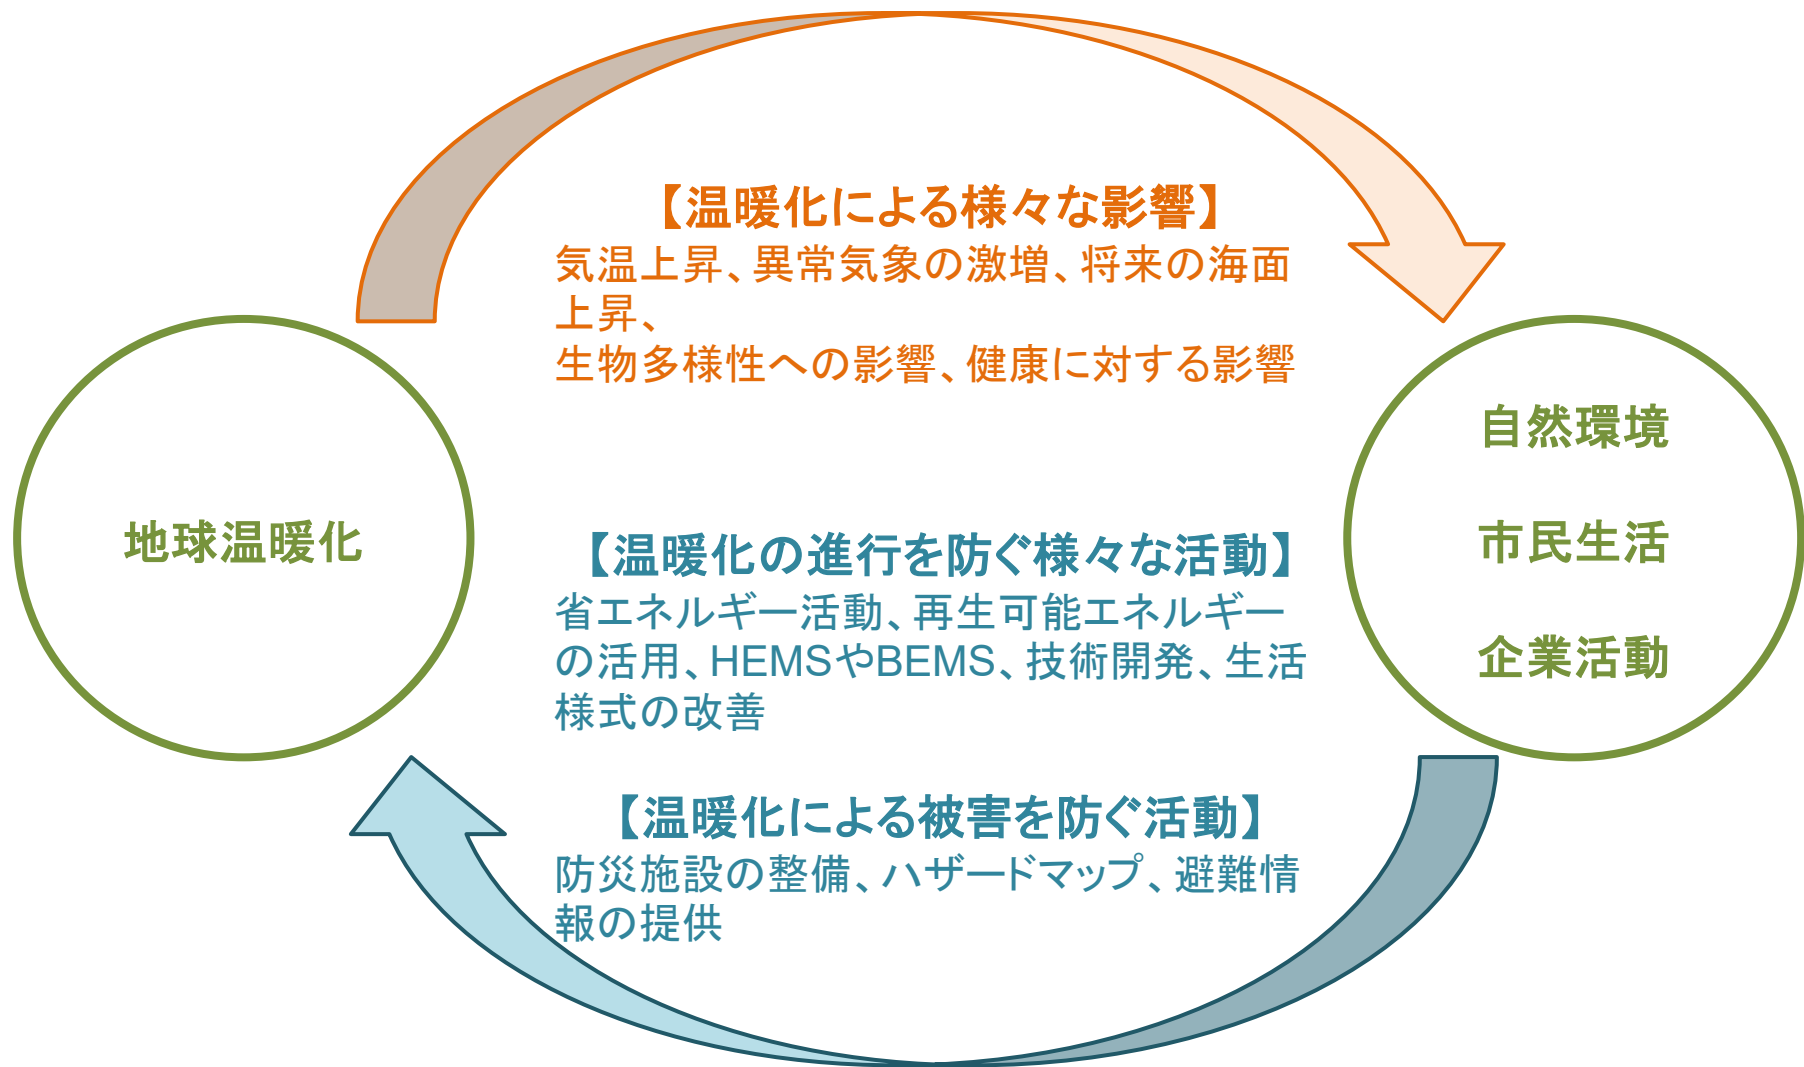 【温暖化による様々な影響】
気温上昇、異常気象の激増、将来の海面
上昇、
生物多様性への影響、健康に対する影響
地球温暖化
自然環境
市民生活
企業活動
【温暖化の進行を防ぐ様々な活動】
省エネルギー活動、再生可能エネルギー
の活用、HEMSやBEMS、技術開発、生活
様式の改善
【温暖化による被害を防ぐ活動】
防災施設の整備、ハザードマップ、避難情
報の提供